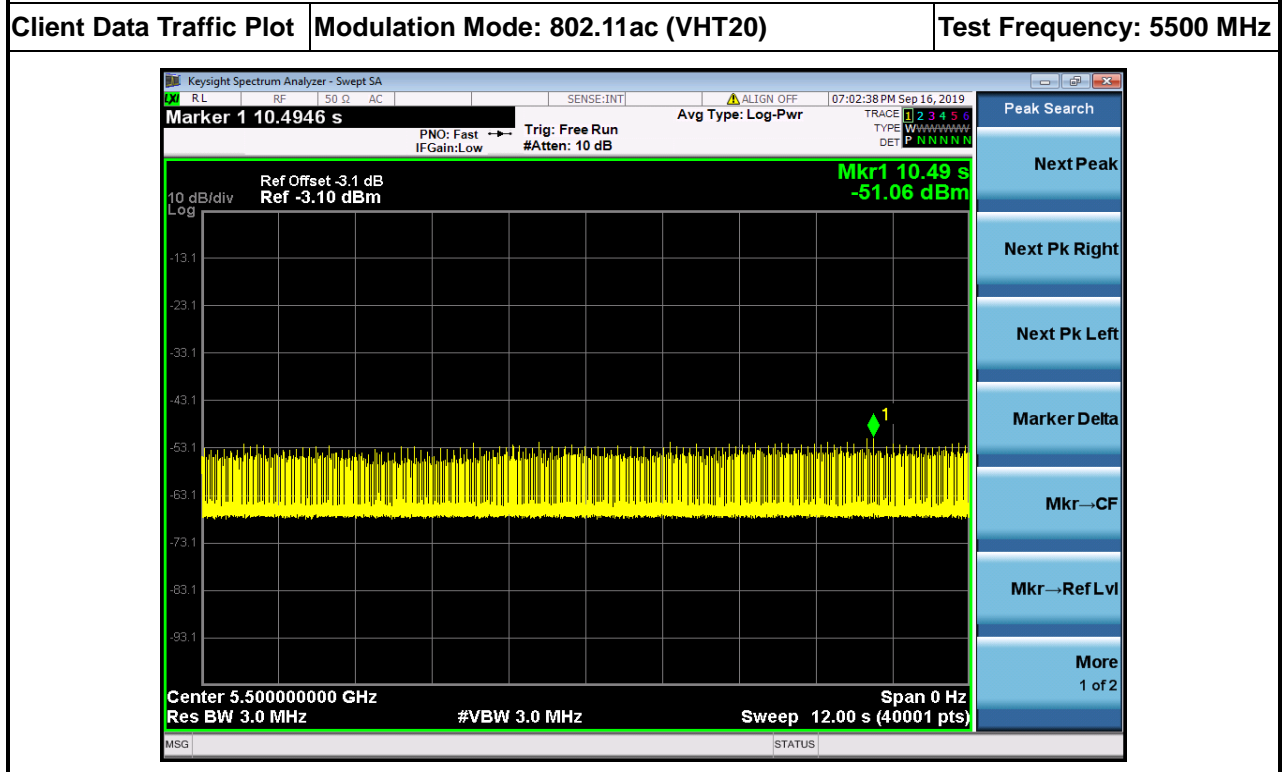 Client Data Traffic Plot Modulation Mode: 802.11ac (VHT20) Test Frequency: 5500 MHz
Keysight Spectrum Analyzer - Swept SA
LXI RL RF 50 Ω AC SENSE:INT ALIGN OFF 07:02:38 PM Sep 16, 2019
Marker 1 10.4946 s
PNO: Fast
IFGain:Low
Trig: Free Run
#Atten: 10 dB
Avg Type: Log-Pwr
TRACE 1 2 3 4 5 6
TYPE WWWWWW
DET P N N N N N
Peak Search
Next Peak
Next Pk Right
Next Pk Left
Marker Delta
Mkr→CF
Mkr→Ref Lvl
More
1 of 2
Mkr1 10.49 s
-51.06 dBm
Ref Offset -3.1 dB
10 dB/div Ref -3.10 dBm
Log
-13.1
-23.1
-33.1
-43.1
-53.1
-63.1
-73.1
-83.1
-93.1
1
Center 5.500000000 GHz Span 0 Hz
Res BW 3.0 MHz #VBW 3.0 MHz Sweep 12.00 s (40001 pts)
MSG STATUS